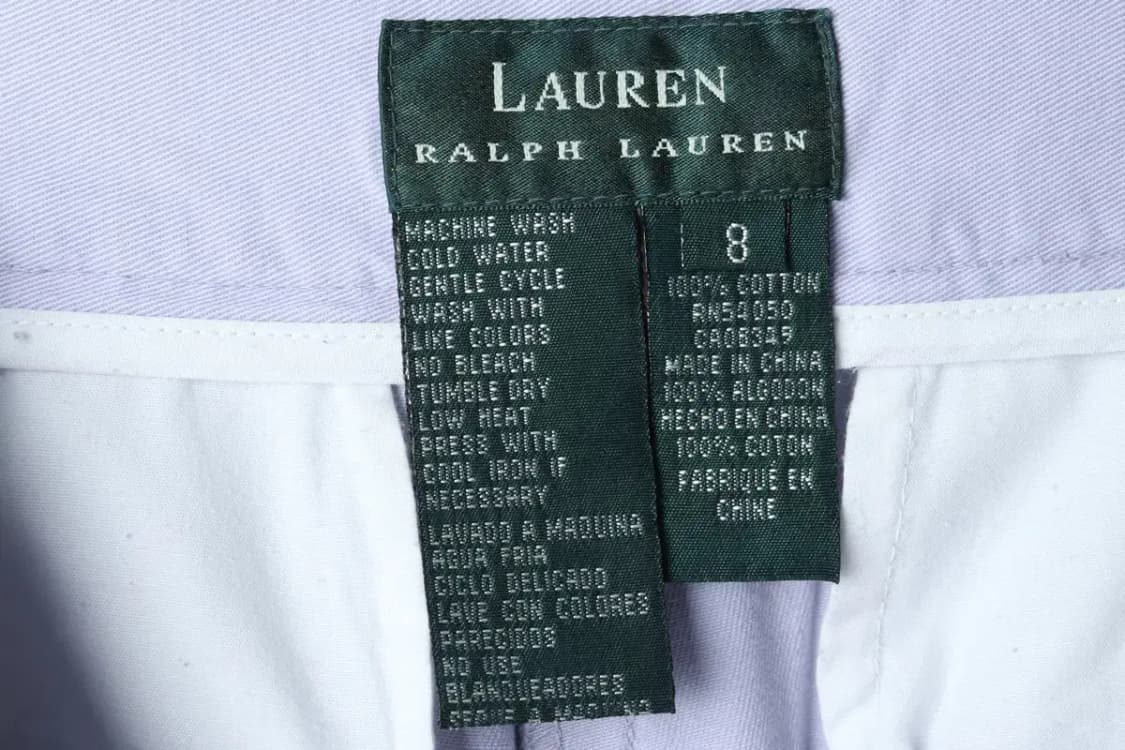 LAUREN
RALPH LAUREN
MACHINE WASH
COLD WATER
GENTLE CYCLE
WASH WITH
LIKE COLORS
NO BLEACH
TUMBLE DRY
LOW HEAT
PRESS WITH
COOL IRON IF
NECESSARY
LAVADO A MAQUINA
AGUA FRIA
CICLO DELICADO
LAVE CON COLORES
PARECIDOS
NO USE
BLANQUEADORES
8
100% COTTON
RN54050
MADE IN CHINA
100% ALGODON
HECHO EN CHINA
100% COTON
FABRIQUE EN
CHINE